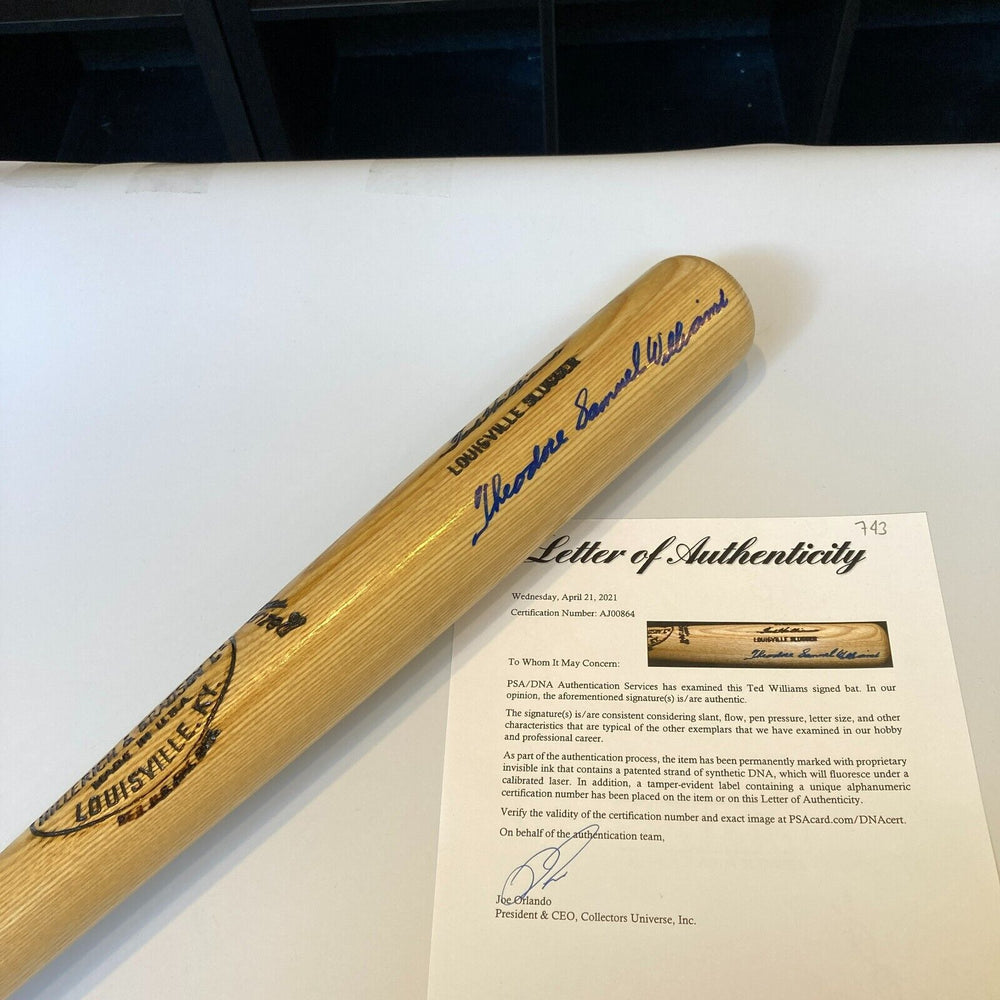 LOUISVILLE SLUGGER
Theodore Samuel Williams
MADE IN U.S.A.
LOUISVILLE, KY.
743
Letter of Authenticity
Wednesday, April 21, 2021
Certification Number: AJ00864
LOUISVILLE SLUGGER
Theodore Samuel Williams
To Whom It May Concern:
PSA/DNA Authentication Services has examined this Ted Williams signed bat. In our
opinion, the aforementioned signature(s) is/are authentic.
The signature(s) is/are consistent considering slant, flow, pen pressure, letter size, and other
characteristics that are typical of the other exemplars that we have examined in our hobby
and professional career.
As part of the authentication process, the item has been permanently marked with proprietary
invisible ink that contains a patented strand of synthetic DNA, which will fluoresce under a
calibrated laser. In addition, a tamper-evident label containing a unique alphanumeric
certification number has been placed on the item or on this Letter of Authenticity.
Verify the validity of the certification number and exact image at PSAcard.com/DNAcert.
On behalf of the authentication team,
Joe Orlando
President & CEO, Collectors Universe, Inc.